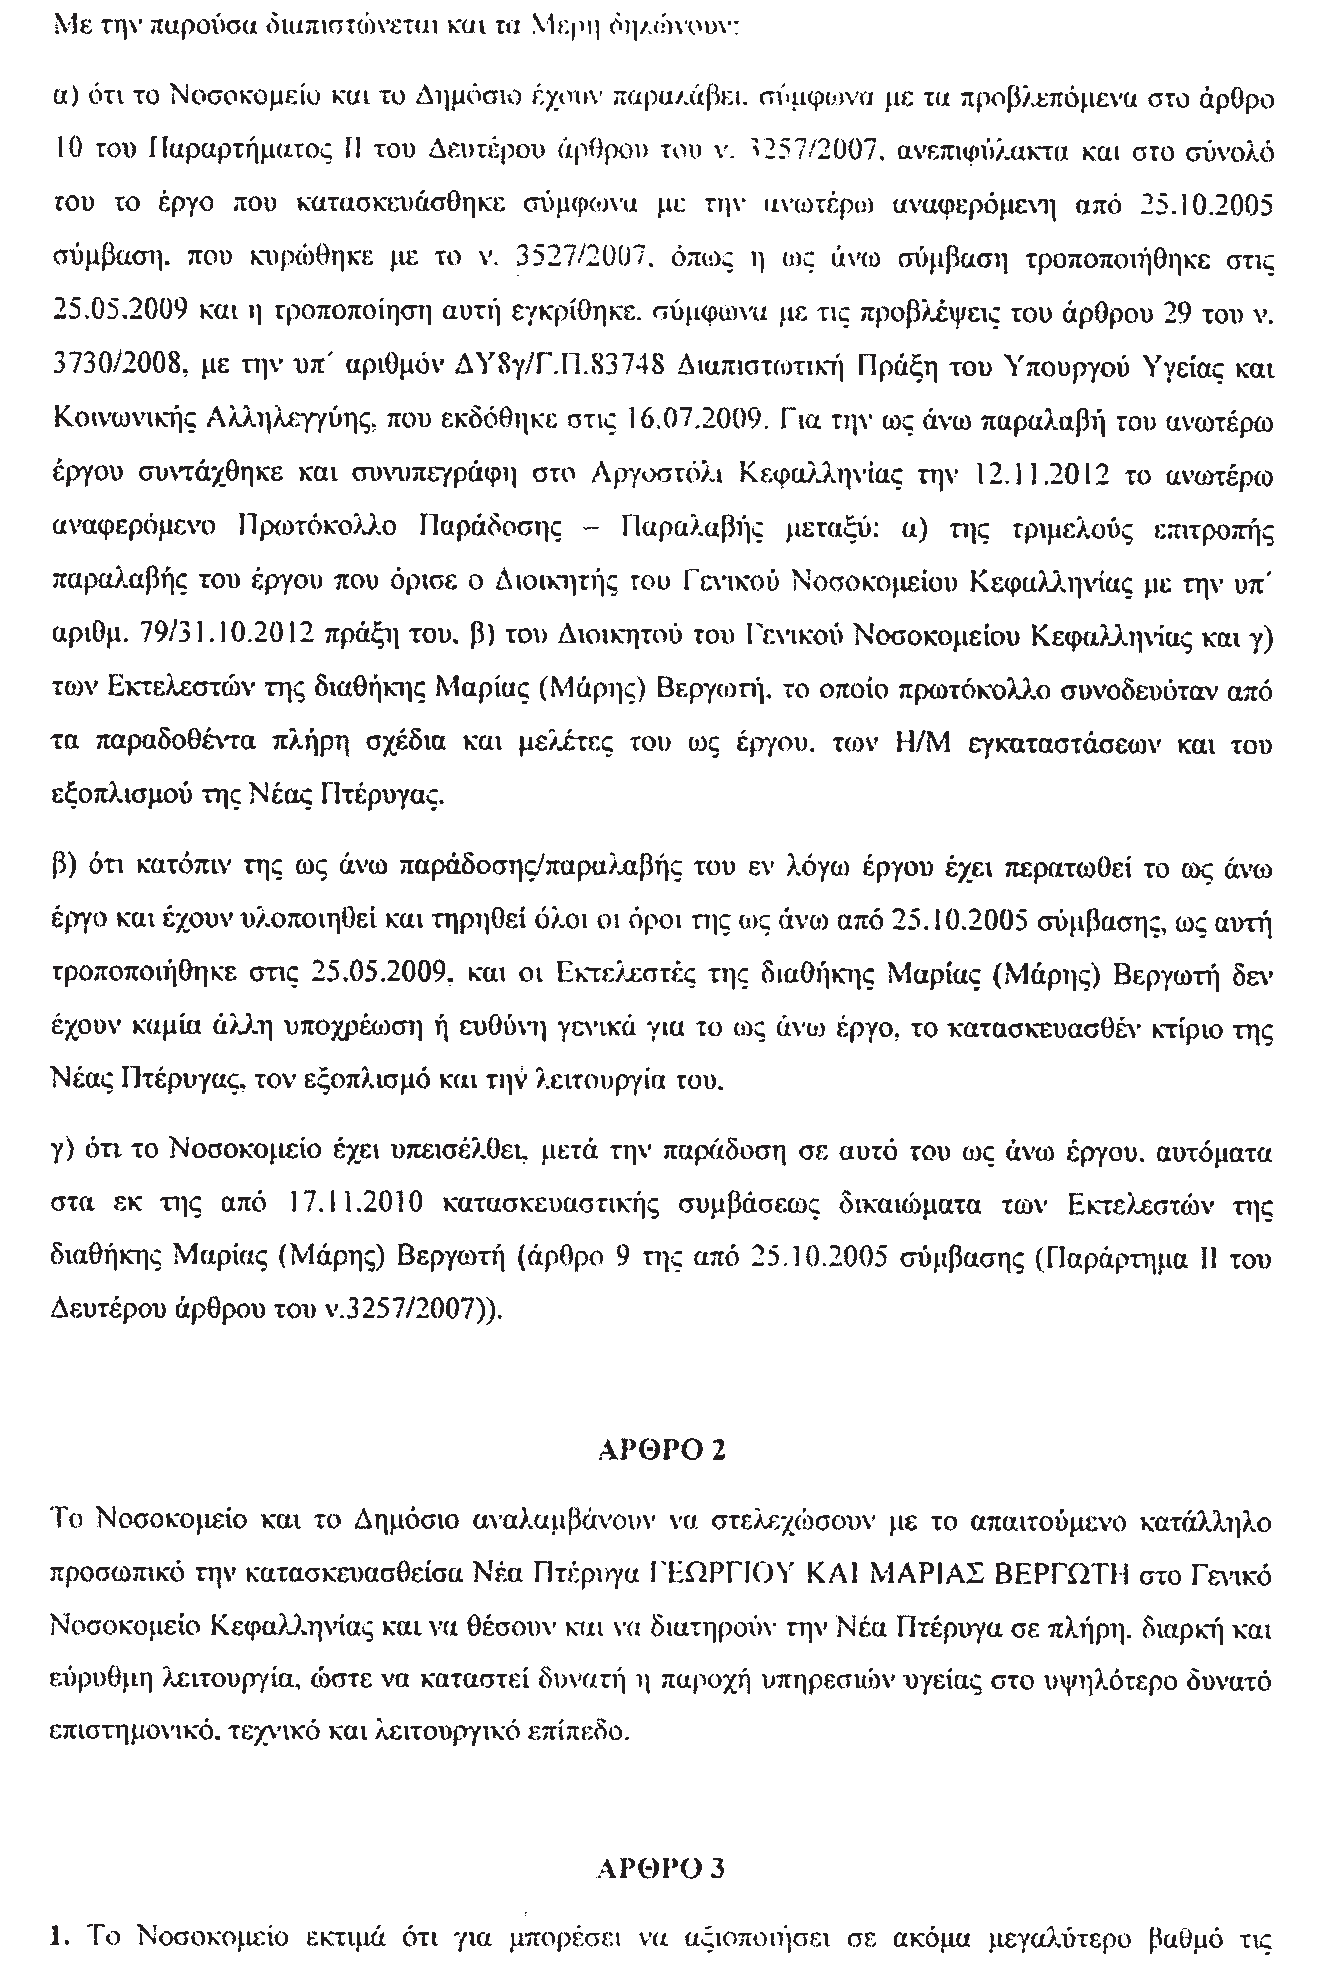 Με την παρούσα διαπιστώνεται και τα Μέρη δηλώνουν:
α) ότι το Νοσοκομείο και το Δημόσιο έχουν παραλάβει, σύμφωνα με τα προβλεπόμενα στο άρθρο
10 του Παραρτήματος ΙΙ του Δευτέρου άρθρου του ν. 3257/2007, ανεπιφύλακτα και στο σύνολό
του το έργο που κατασκευάσθηκε σύμφωνα με την ανωτέρω αναφερόμενη από 25.10.2005
σύμβαση, που κυρώθηκε με το ν. 3527/2007, όπως η ως άνω σύμβαση τροποποιήθηκε στις
25.05.2009 και η τροποποίηση αυτή εγκρίθηκε, σύμφωνα με τις προβλέψεις του άρθρου 29 του ν.
3730/2008, με την υπ' αριθμόν ΔΥ8γ/Γ.Π.83748 Διαπιστωτική Πράξη του Υπουργού Υγείας και
Κοινωνικής Αλληλεγγύης, που εκδόθηκε στις 16.07.2009. Για την ως άνω παραλαβή του ανωτέρω
έργου συντάχθηκε και συνυπεγράφη στο Αργοστόλι Κεφαλληνίας την 12.11.2012 το ανωτέρω
αναφερόμενο Πρωτόκολλο Παράδοσης – Παραλαβής μεταξύ: α) της τριμελούς επιτροπής
παραλαβής του έργου που όρισε ο Διοικητής του Γενικού Νοσοκομείου Κεφαλληνίας με την υπ'
αριθμ. 79/31.10.2012 πράξη του, β) του Διοικητού του Γενικού Νοσοκομείου Κεφαλληνίας και γ)
των Εκτελεστών της διαθήκης Μαρίας (Μάρης) Βεργωτή, το οποίο πρωτόκολλο συνοδευόταν από
τα παραδοθέντα πλήρη σχέδια και μελέτες του ως έργου, των Η/Μ εγκαταστάσεων και του
εξοπλισμού της Νέας Πτέρυγας.
β) ότι κατόπιν της ως άνω παράδοσης/παραλαβής του εν λόγω έργου έχει περατωθεί το ως άνω
έργο και έχουν υλοποιηθεί και τηρηθεί όλοι οι όροι της ως άνω από 25.10.2005 σύμβασης, ως αυτή
τροποποιήθηκε στις 25.05.2009, και οι Εκτελεστές της διαθήκης Μαρίας (Μάρης) Βεργωτή δεν
έχουν καμία άλλη υποχρέωση ή ευθύνη γενικά για το ως άνω έργο, το κατασκευασθέν κτίριο της
Νέας Πτέρυγας, τον εξοπλισμό και την λειτουργία του.
γ) ότι το Νοσοκομείο έχει υπεισέλθει, μετά την παράδοση σε αυτό του ως άνω έργου, αυτόματα
στα εκ της από 17.11.2010 κατασκευαστικής συμβάσεως δικαιώματα των Εκτελεστών της
διαθήκης Μαρίας (Μάρης) Βεργωτή (άρθρο 9 της από 25.10.2005 σύμβασης (Παράρτημα ΙΙ του
Δευτέρου άρθρου του ν.3257/2007)).
ΑΡΘΡΟ 2
Το Νοσοκομείο και το Δημόσιο αναλαμβάνουν να στελεχώσουν με το απαιτούμενο κατάλληλο
προσωπικό την κατασκευασθείσα Νέα Πτέρυγα ΓΕΩΡΓΙΟΥ ΚΑΙ ΜΑΡΙΑΣ ΒΕΡΓΩΤΗ στο Γενικό
Νοσοκομείο Κεφαλληνίας και να θέσουν και να διατηρούν την Νέα Πτέρυγα σε πλήρη, διαρκή και
εύρυθμη λειτουργία, ώστε να καταστεί δυνατή η παροχή υπηρεσιών υγείας στο υψηλότερο δυνατό
επιστημονικό, τεχνικό και λειτουργικό επίπεδο.
ΑΡΘΡΟ 3
1. Το Νοσοκομείο εκτιμά ότι για μπορέσει να αξιοποιήσει σε ακόμα μεγαλύτερο βαθμό τις